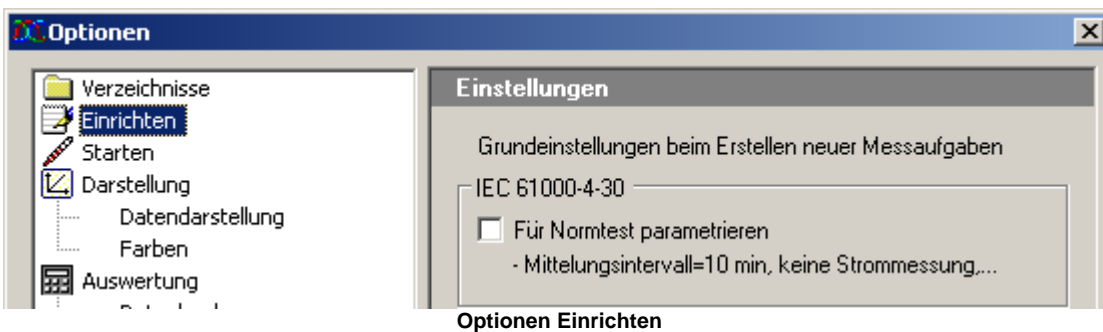 Optionen
Verzeichnisse
Einrichten
Starten
Darstellung
Datendarstellung
Farben
Auswertung
Einstellungen
Grundeinstellungen beim Erstellen neuer Messaufgaben
IEC 61000-4-30
Für Normtest parametrieren
- Mittelungsintervall=10 min, keine Strommessung,...
Optionen Einrichten